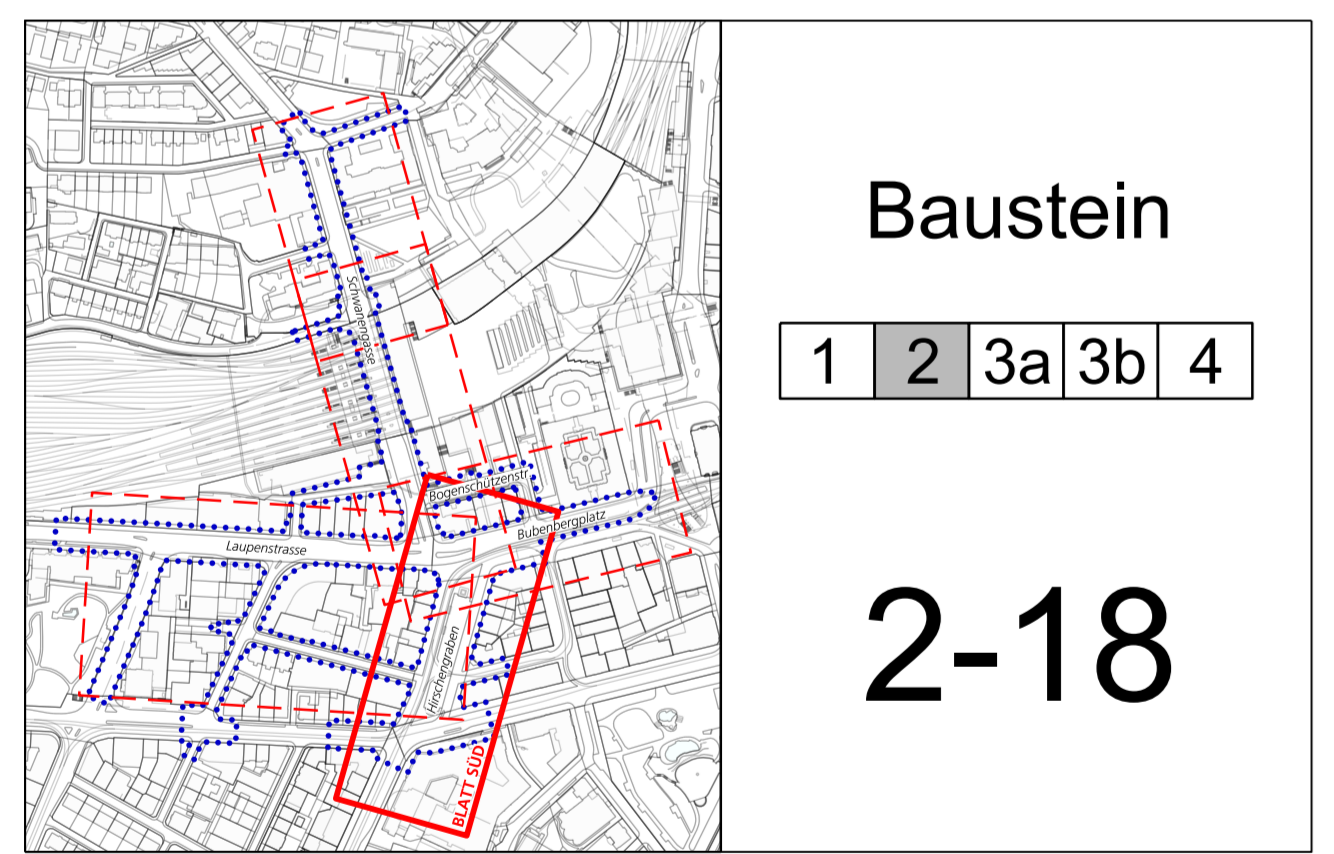 Schwanengasse
Bogenschützenstr
Bubenbergplatz
Laupenstrasse
Hirschengraben
BLATT SÜD
Baustein
1 2 3a 3b 4
2-18